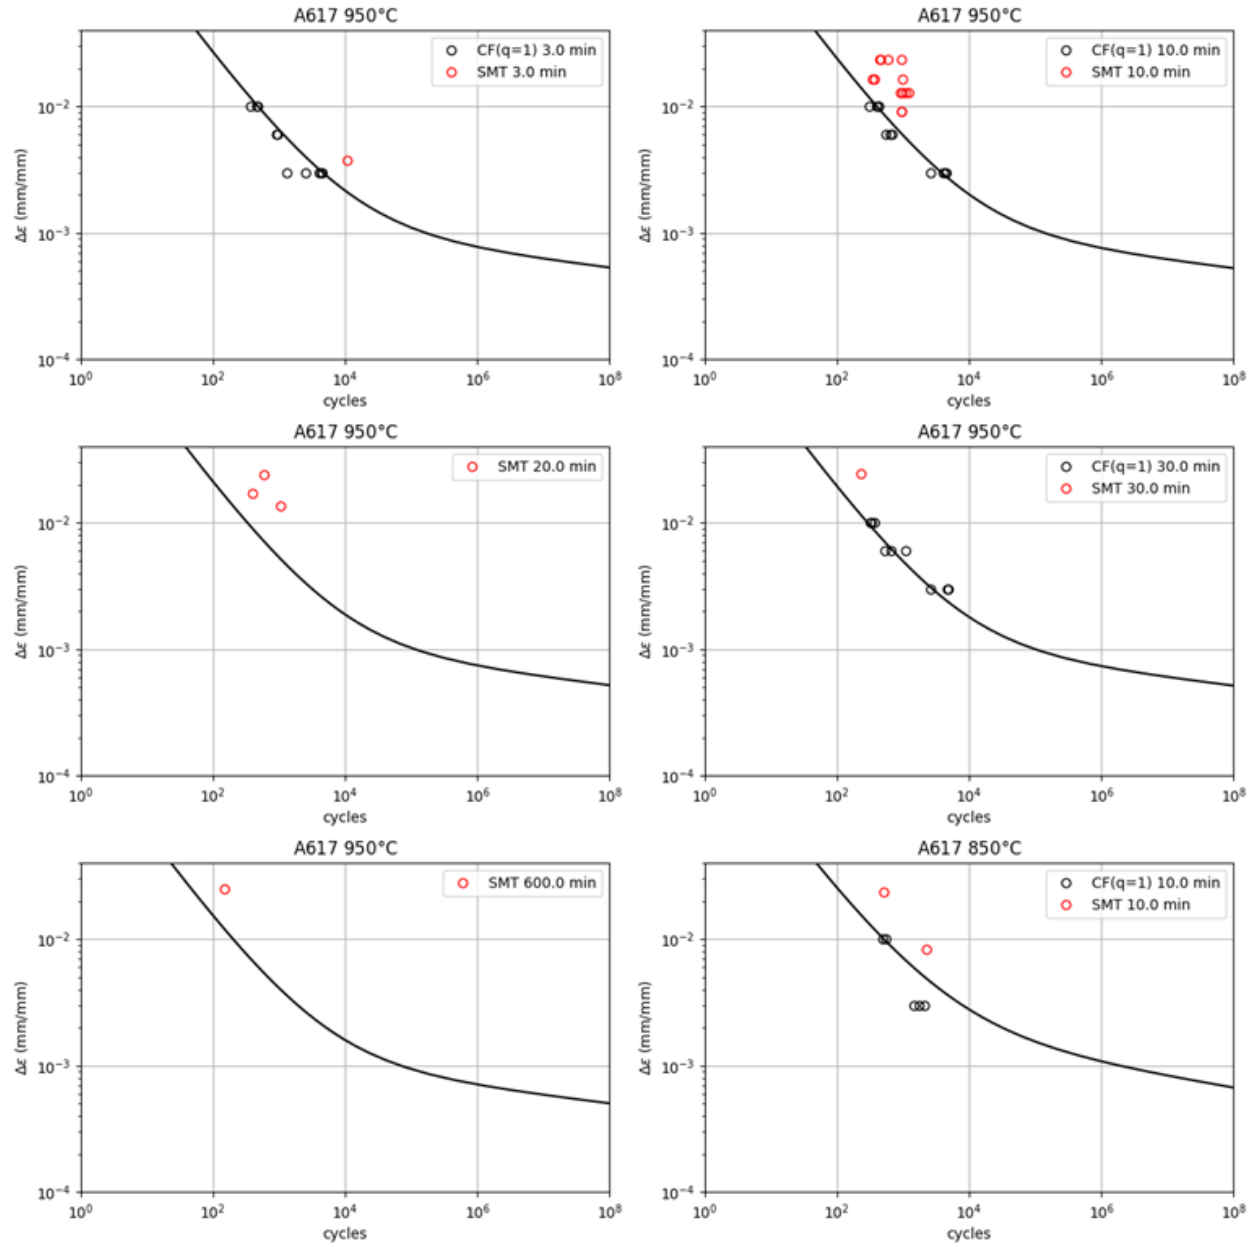 A617 950°C
CF(q=1) 3.0 min
SMT 3.0 min
Δε (mm/mm)
10⁻²
10⁻³
10⁻⁴
10⁰
10²
10⁴
10⁶
10⁸
cycles
A617 950°C
CF(q=1) 10.0 min
SMT 10.0 min
Δε (mm/mm)
10⁻²
10⁻³
10⁻⁴
10⁰
10²
10⁴
10⁶
10⁸
cycles
A617 950°C
SMT 20.0 min
Δε (mm/mm)
10⁻²
10⁻³
10⁻⁴
10⁰
10²
10⁴
10⁶
10⁸
cycles
A617 950°C
CF(q=1) 30.0 min
SMT 30.0 min
Δε (mm/mm)
10⁻²
10⁻³
10⁻⁴
10⁰
10²
10⁴
10⁶
10⁸
cycles
A617 950°C
SMT 600.0 min
Δε (mm/mm)
10⁻²
10⁻³
10⁻⁴
10⁰
10²
10⁴
10⁶
10⁸
cycles
A617 850°C
CF(q=1) 10.0 min
SMT 10.0 min
Δε (mm/mm)
10⁻²
10⁻³
10⁻⁴
10⁰
10²
10⁴
10⁶
10⁸
cycles